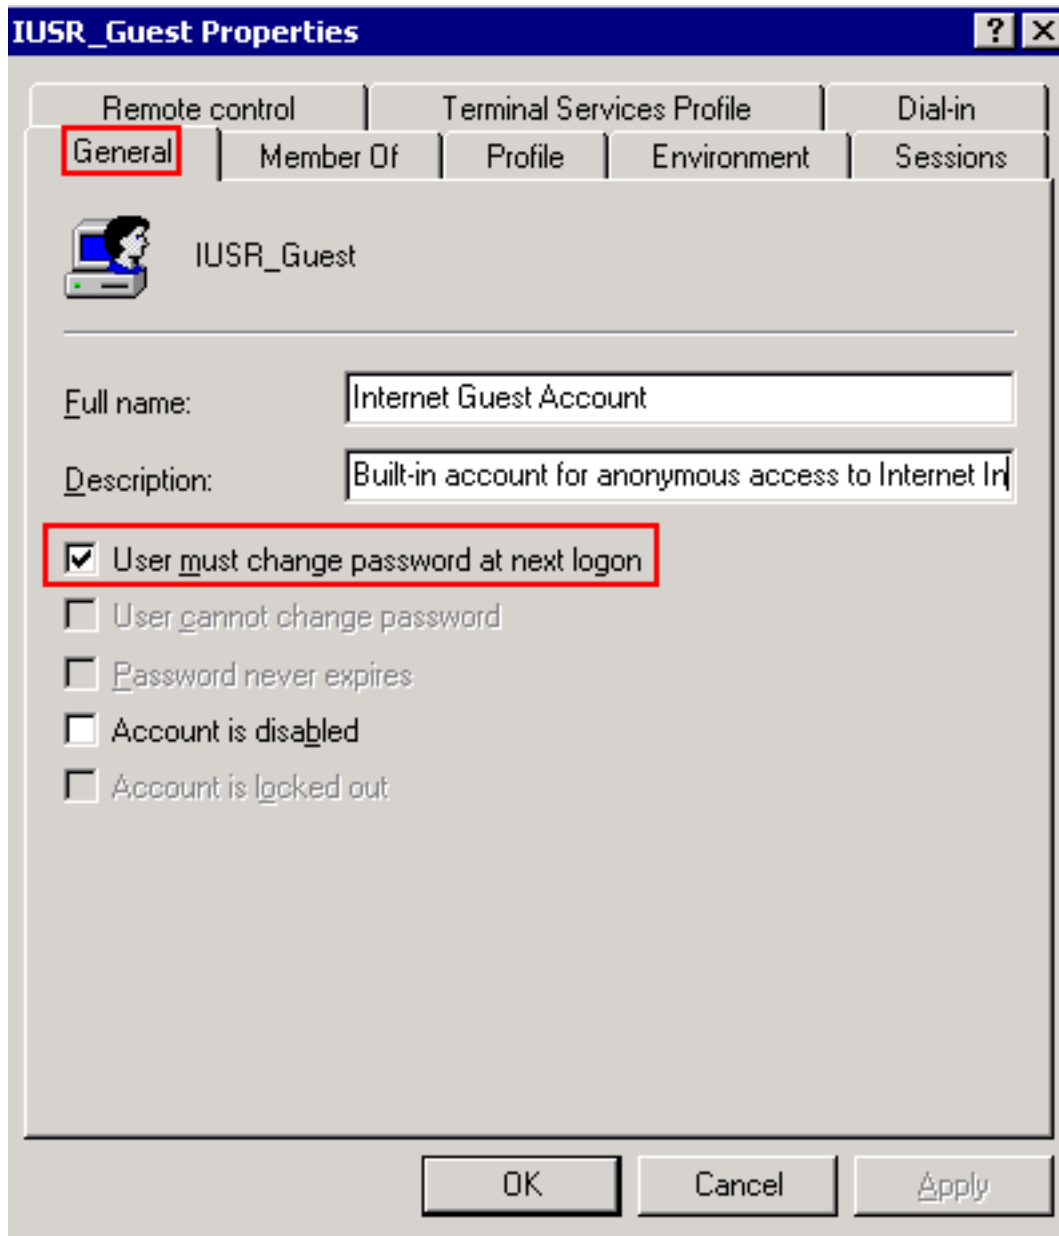 IUSR_Guest Properties
Remote control Terminal Services Profile Dial-in
General Member Of Profile Environment Sessions
IUSR_Guest
Full name: Internet Guest Account
Description: Built-in account for anonymous access to Internet In
User must change password at next logon
User cannot change password
Password never expires
Account is disabled
Account is locked out
OK Cancel Apply